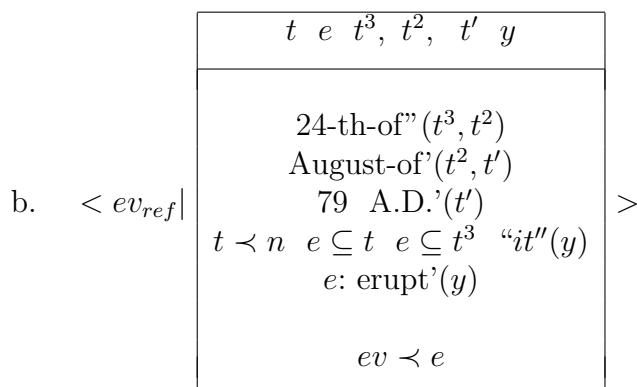 t e t³, t², t′ y
24-th-of”(t³, t²)
August-of’(t², t′)
b. < ev_ref | 79 A.D.’(t′) >
t ≺ n e ⊆ t e ⊆ t³ “it″(y)
e: erupt’(y)
ev ≺ e